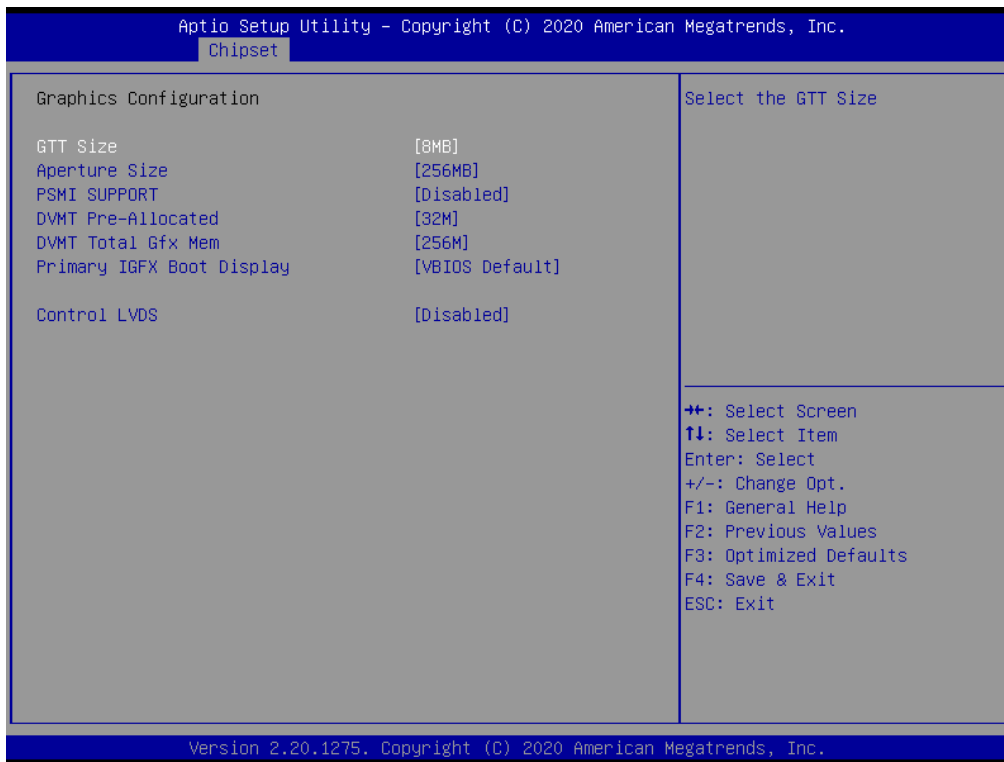 Aptio Setup Utility – Copyright (C) 2020 American Megatrends, Inc.
Chipset
Graphics Configuration
Select the GTT Size
GTT Size [8MB]
Aperture Size [256MB]
PSMI SUPPORT [Disabled]
DVMT Pre-Allocated [32M]
DVMT Total Gfx Mem [256M]
Primary IGFX Boot Display [VBIOS Default]
Control LVDS [Disabled]
→←: Select Screen
↑↓: Select Item
Enter: Select
+/-: Change Opt.
F1: General Help
F2: Previous Values
F3: Optimized Defaults
F4: Save & Exit
ESC: Exit
Version 2.20.1275. Copyright (C) 2020 American Megatrends, Inc.